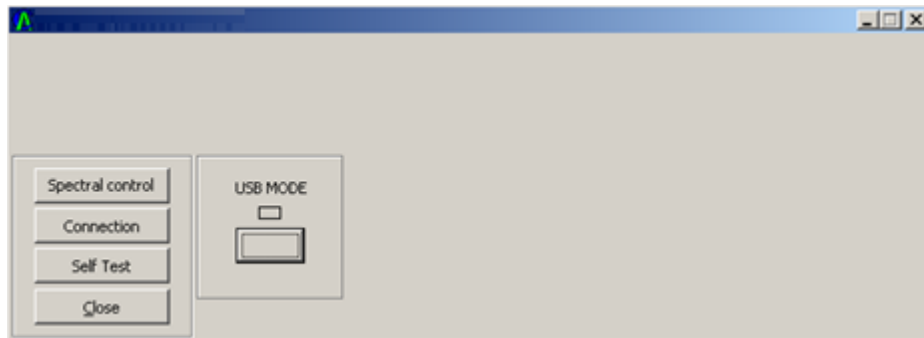 Spectral control
Connection
Self Test
Close
USB MODE